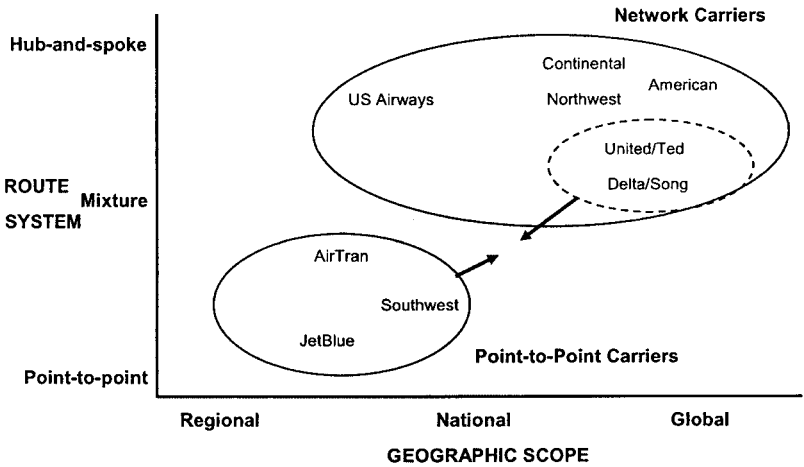 Network Carriers
Hub-and-spoke
Continental
American
US Airways
Northwest
United/Ted
Delta/Song
ROUTE
SYSTEM
Mixture
AirTran
Southwest
JetBlue
Point-to-Point Carriers
Point-to-point
Regional
National
Global
GEOGRAPHIC SCOPE